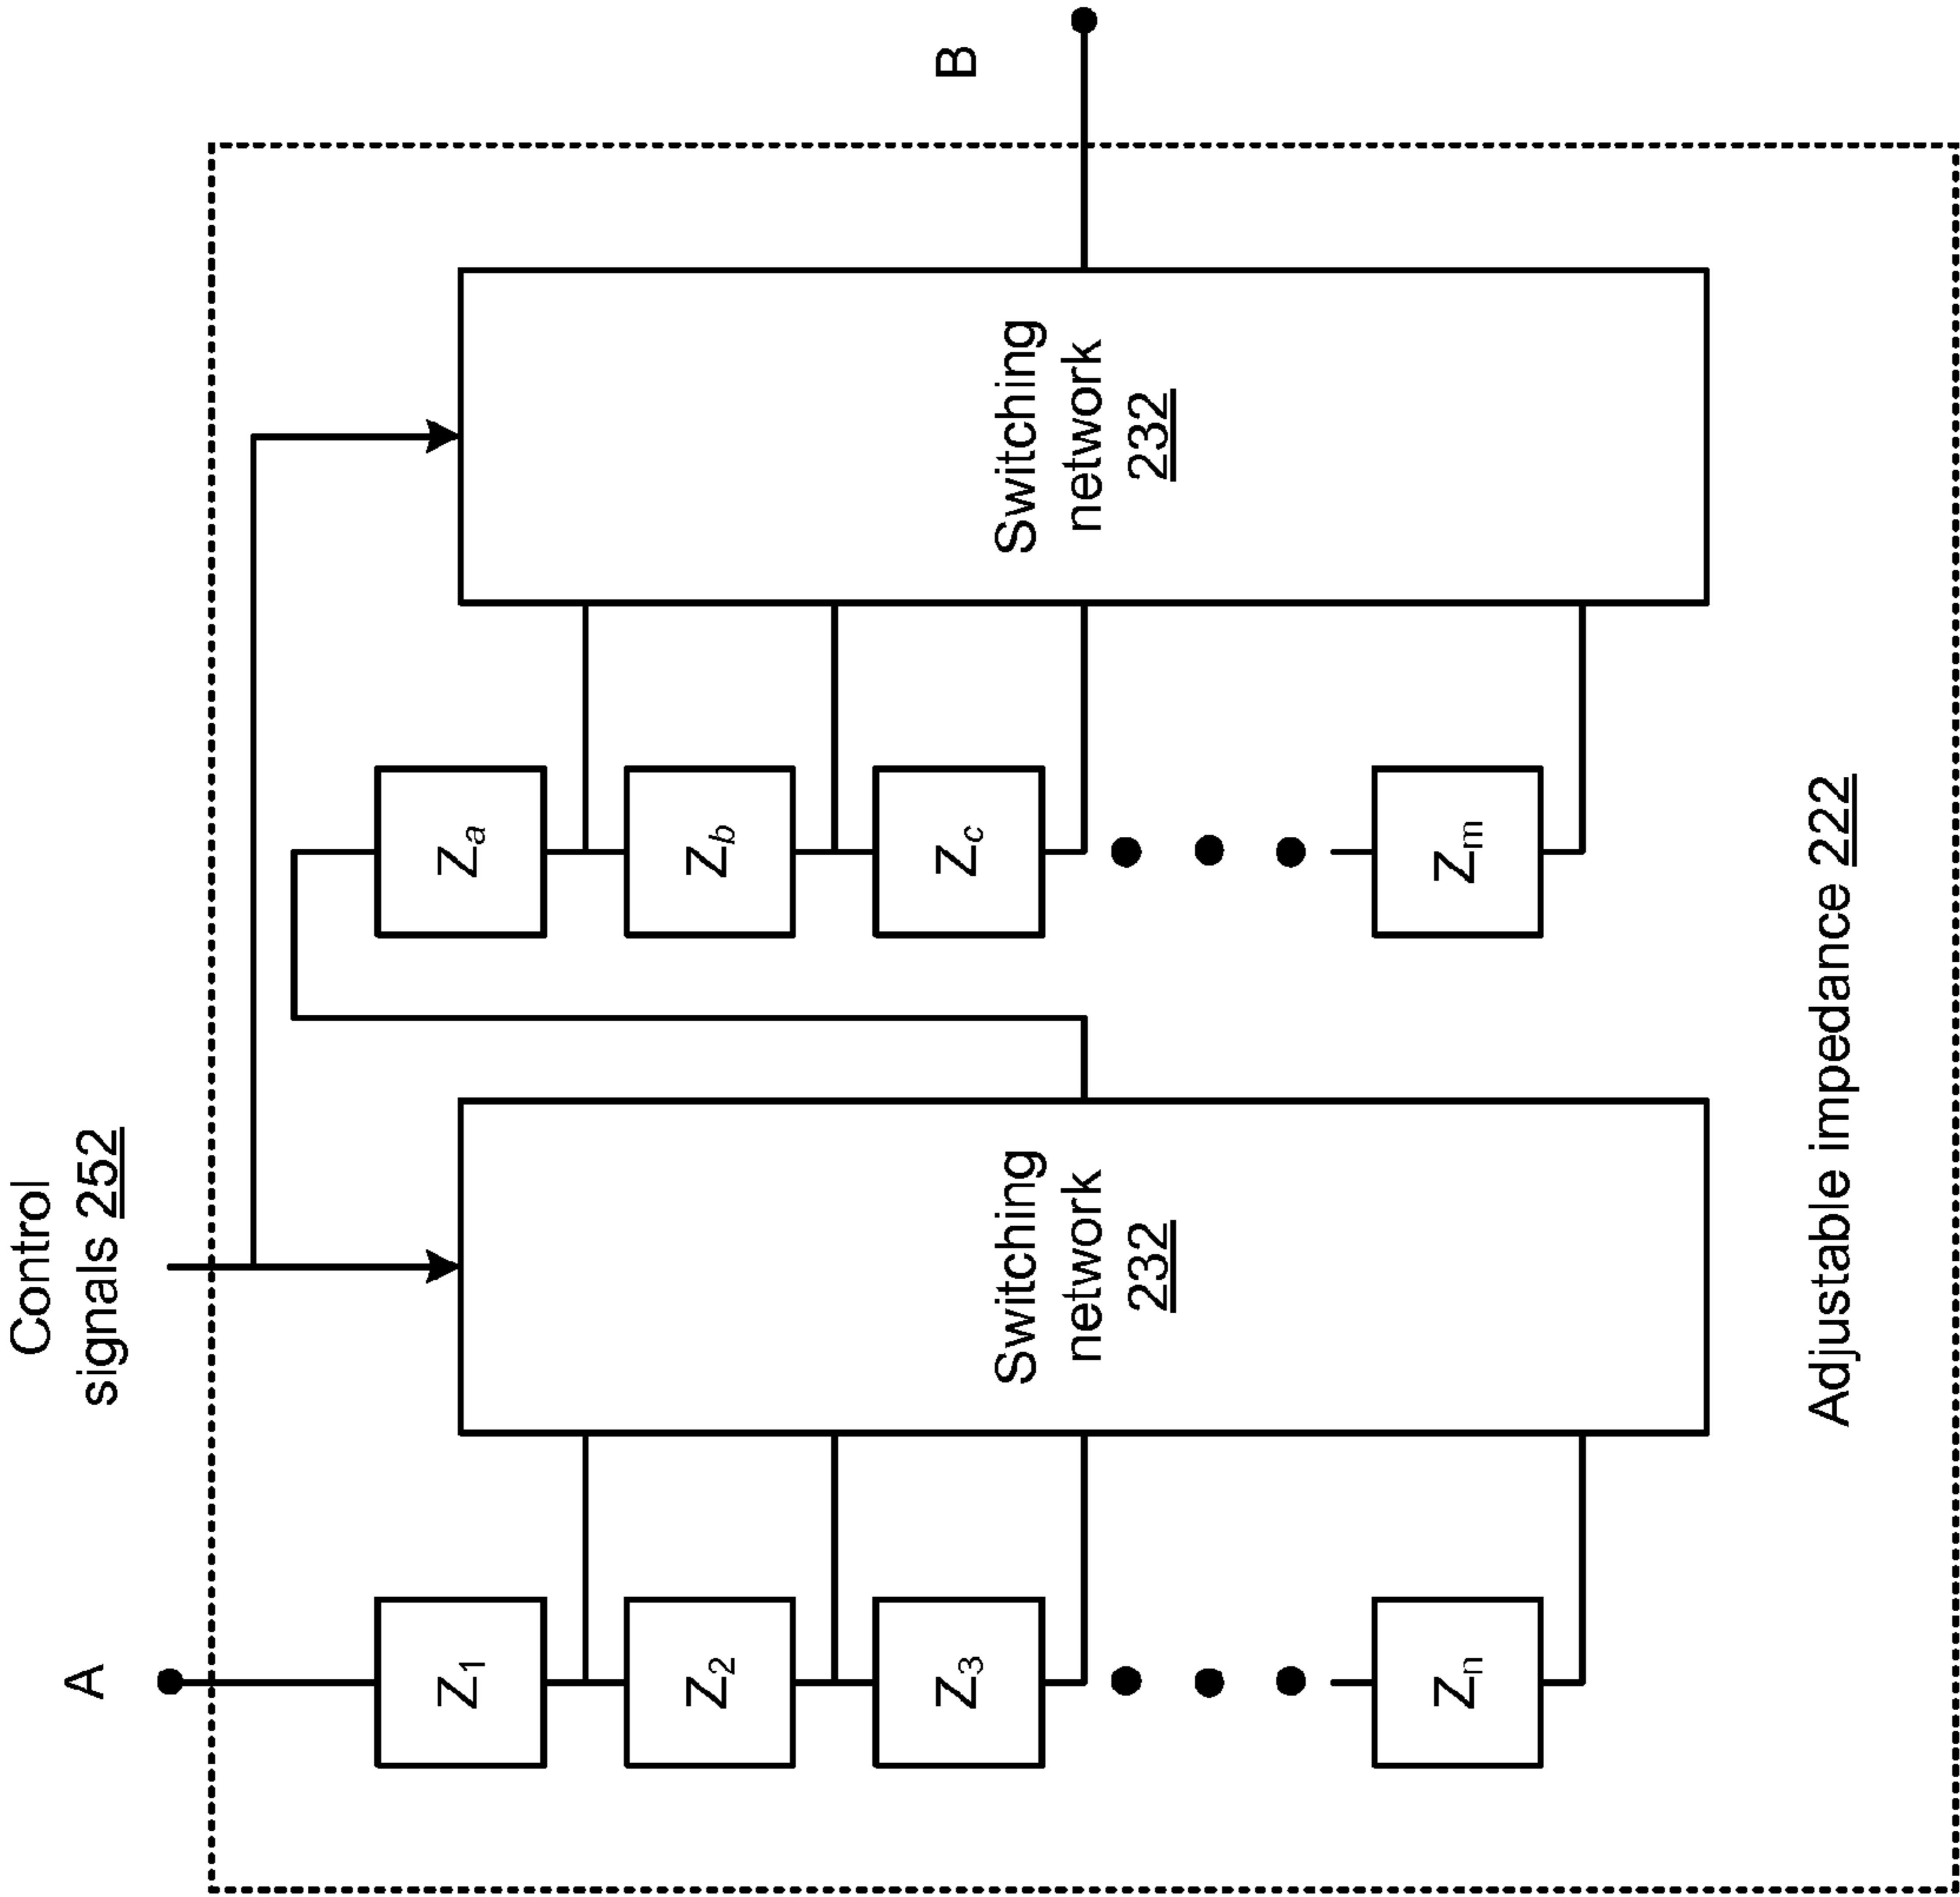 Control
signals 252
A
B
Z1
Z2
Z3
Zn
Switching
network
232
Za
Zb
Zc
Zm
Switching
network
232
Adjustable impedance 222